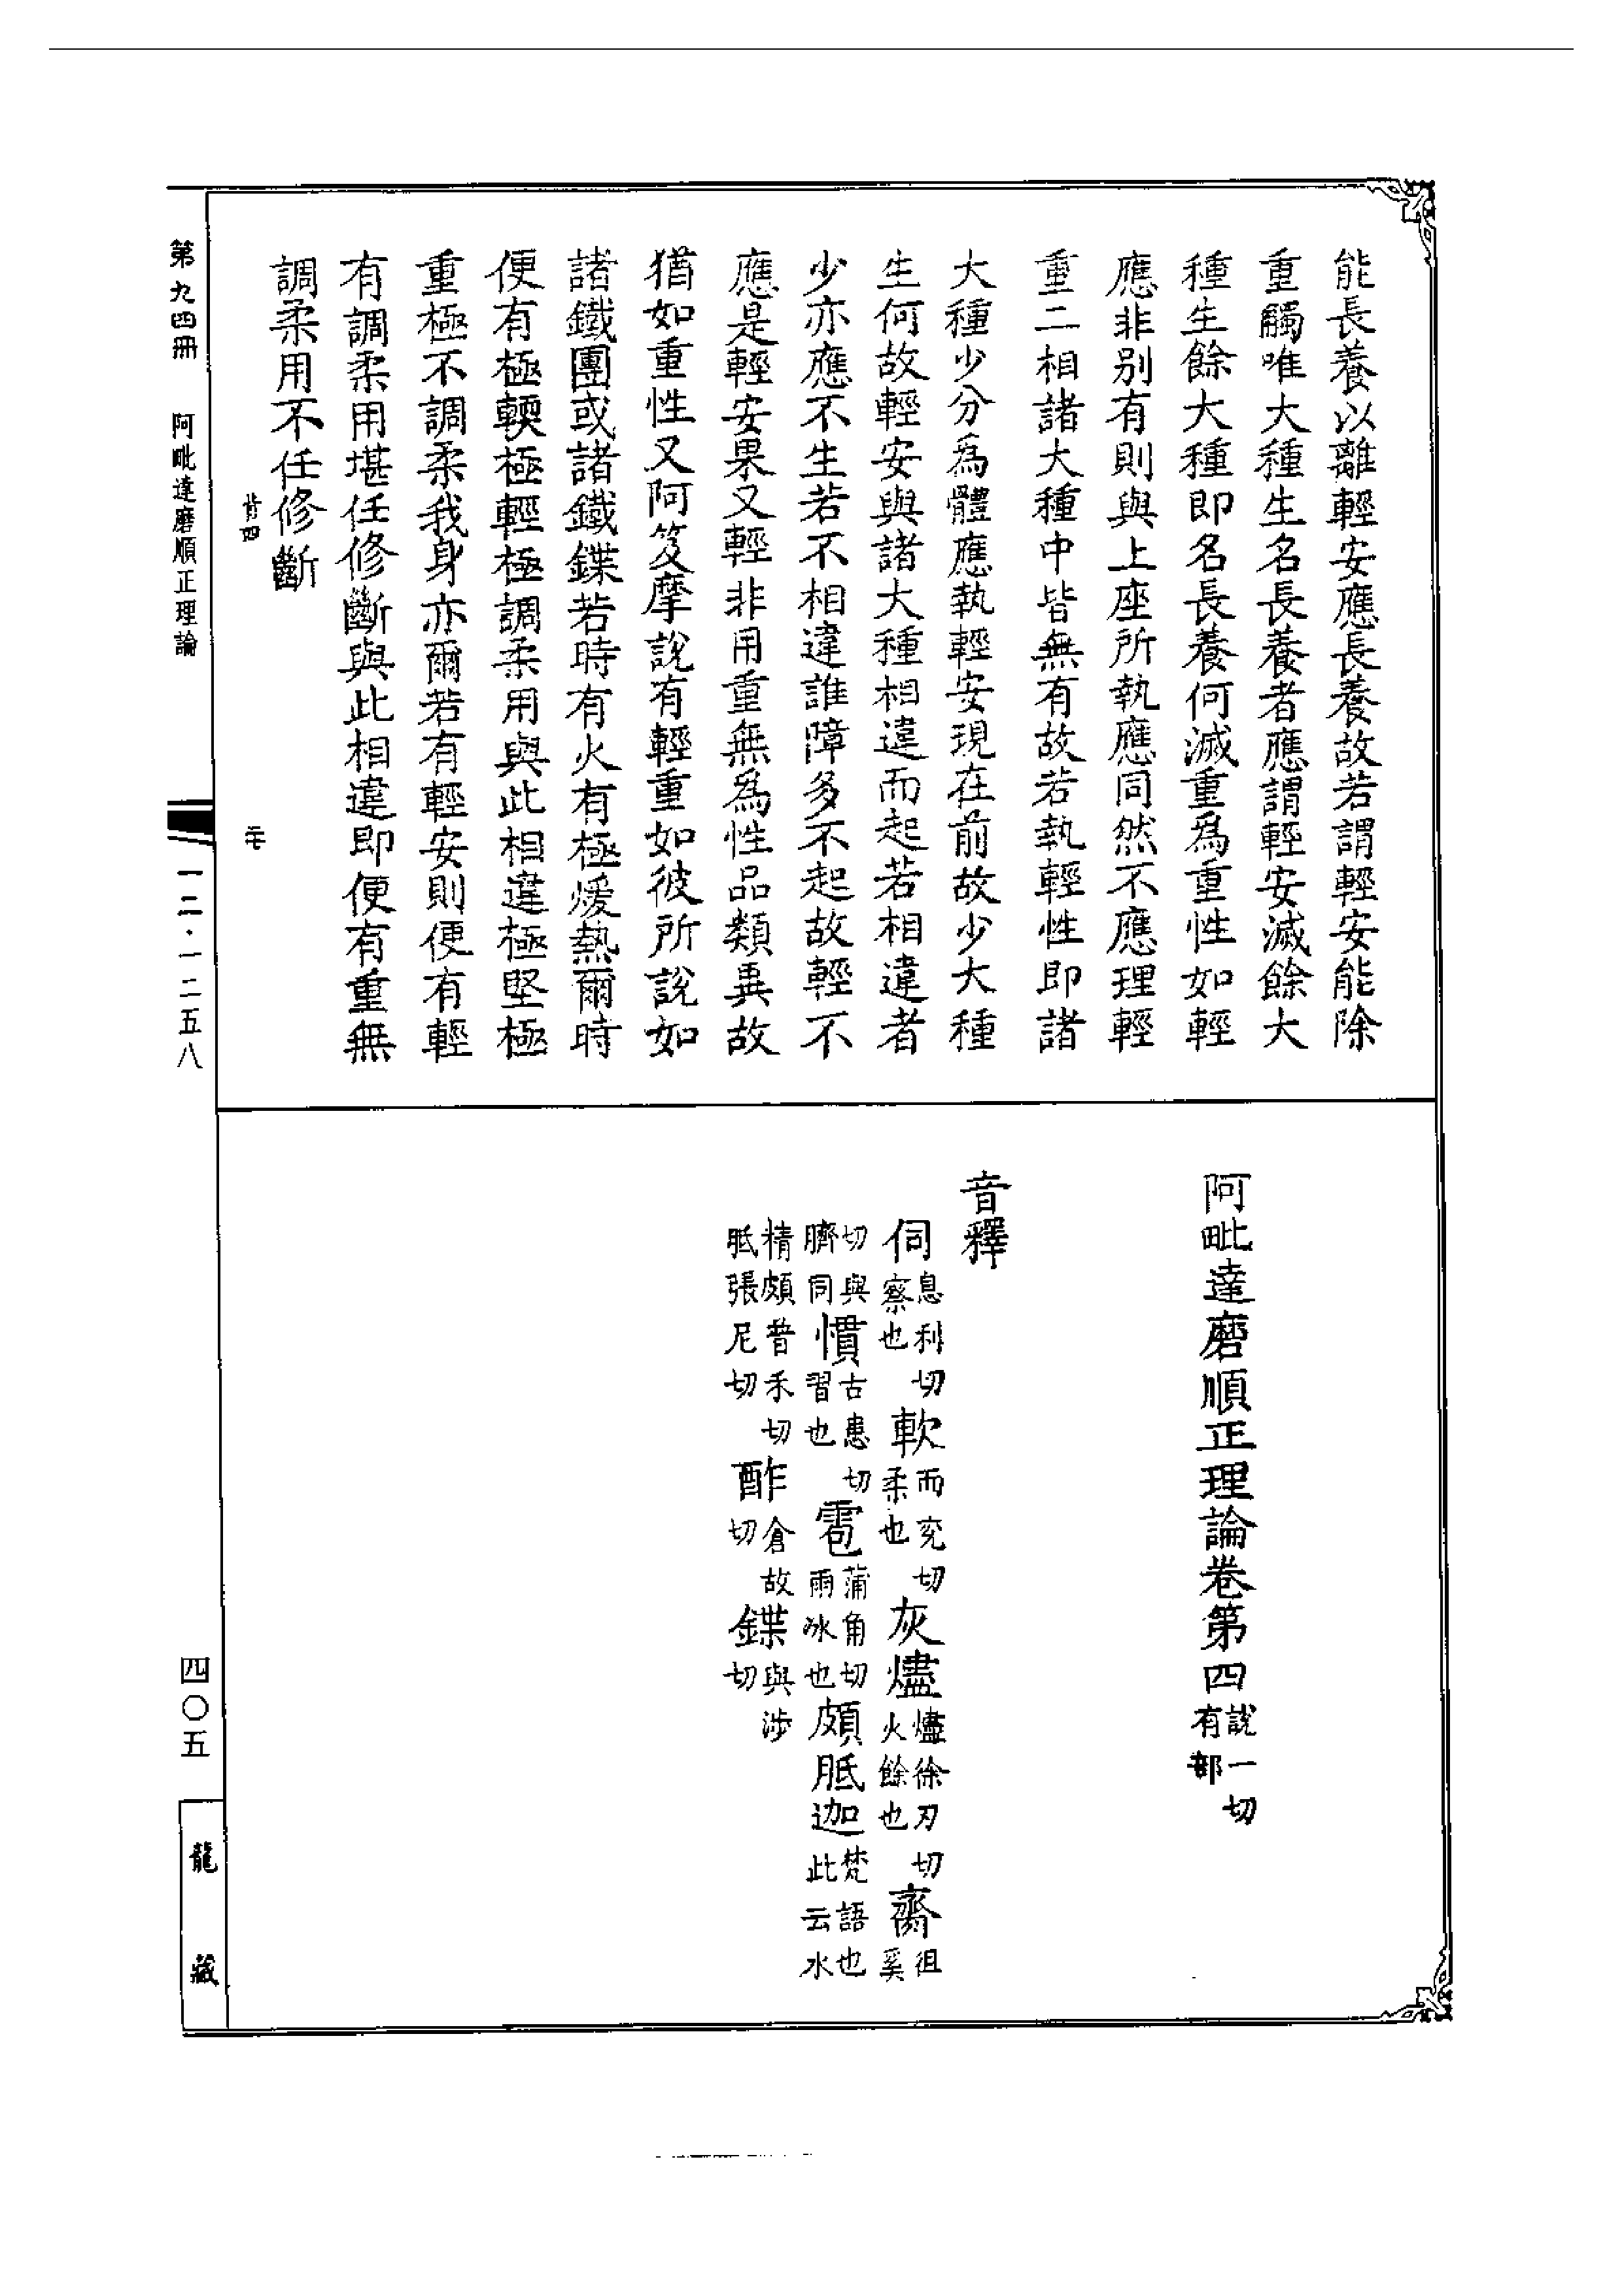 能長養以離輕安應長養故若謂輕安能除
重觸唯大種生名長養者應謂輕安滅餘大
種生餘大種即名長養何滅重為重性如輕
應非別有則與上座所執應同然不應理輕
重二相諸大種中皆無有故若執輕性即諸
大種少分為體應執輕安現在前故少大種
生何故輕安與諸大種相違而起若相違者
少亦應不生若不相違誰障多不起故輕不
應是輕安果又輕非用重無為性品類異故
猶如重性又阿笈摩說有輕重如彼所說如
諸鐵團或諸鐵鍱若時有火有極煖熱爾時
便有極輭極輕極調柔用與此相違極堅極
重極不調柔我身亦爾若有輕安則便有輕
有調柔用堪任修斷與此相違即便有重無
調柔用不任修斷
阿毗達磨順正理論卷第四 說一切有部
音釋
伺 息利切察也 軟 而兖切柔也 灰燼 燼徐刃切火餘也 齋 徂奚
切與臍同 慣 古患切習也 雹 蒲角切雨冰也 頗胝迦 梵語也此云水
精頗普禾切胝張尼切 酢 倉故切 鍱 與涉切
第九四冊 阿毗達磨順正理論
一二·一二五八
四〇五
龍藏